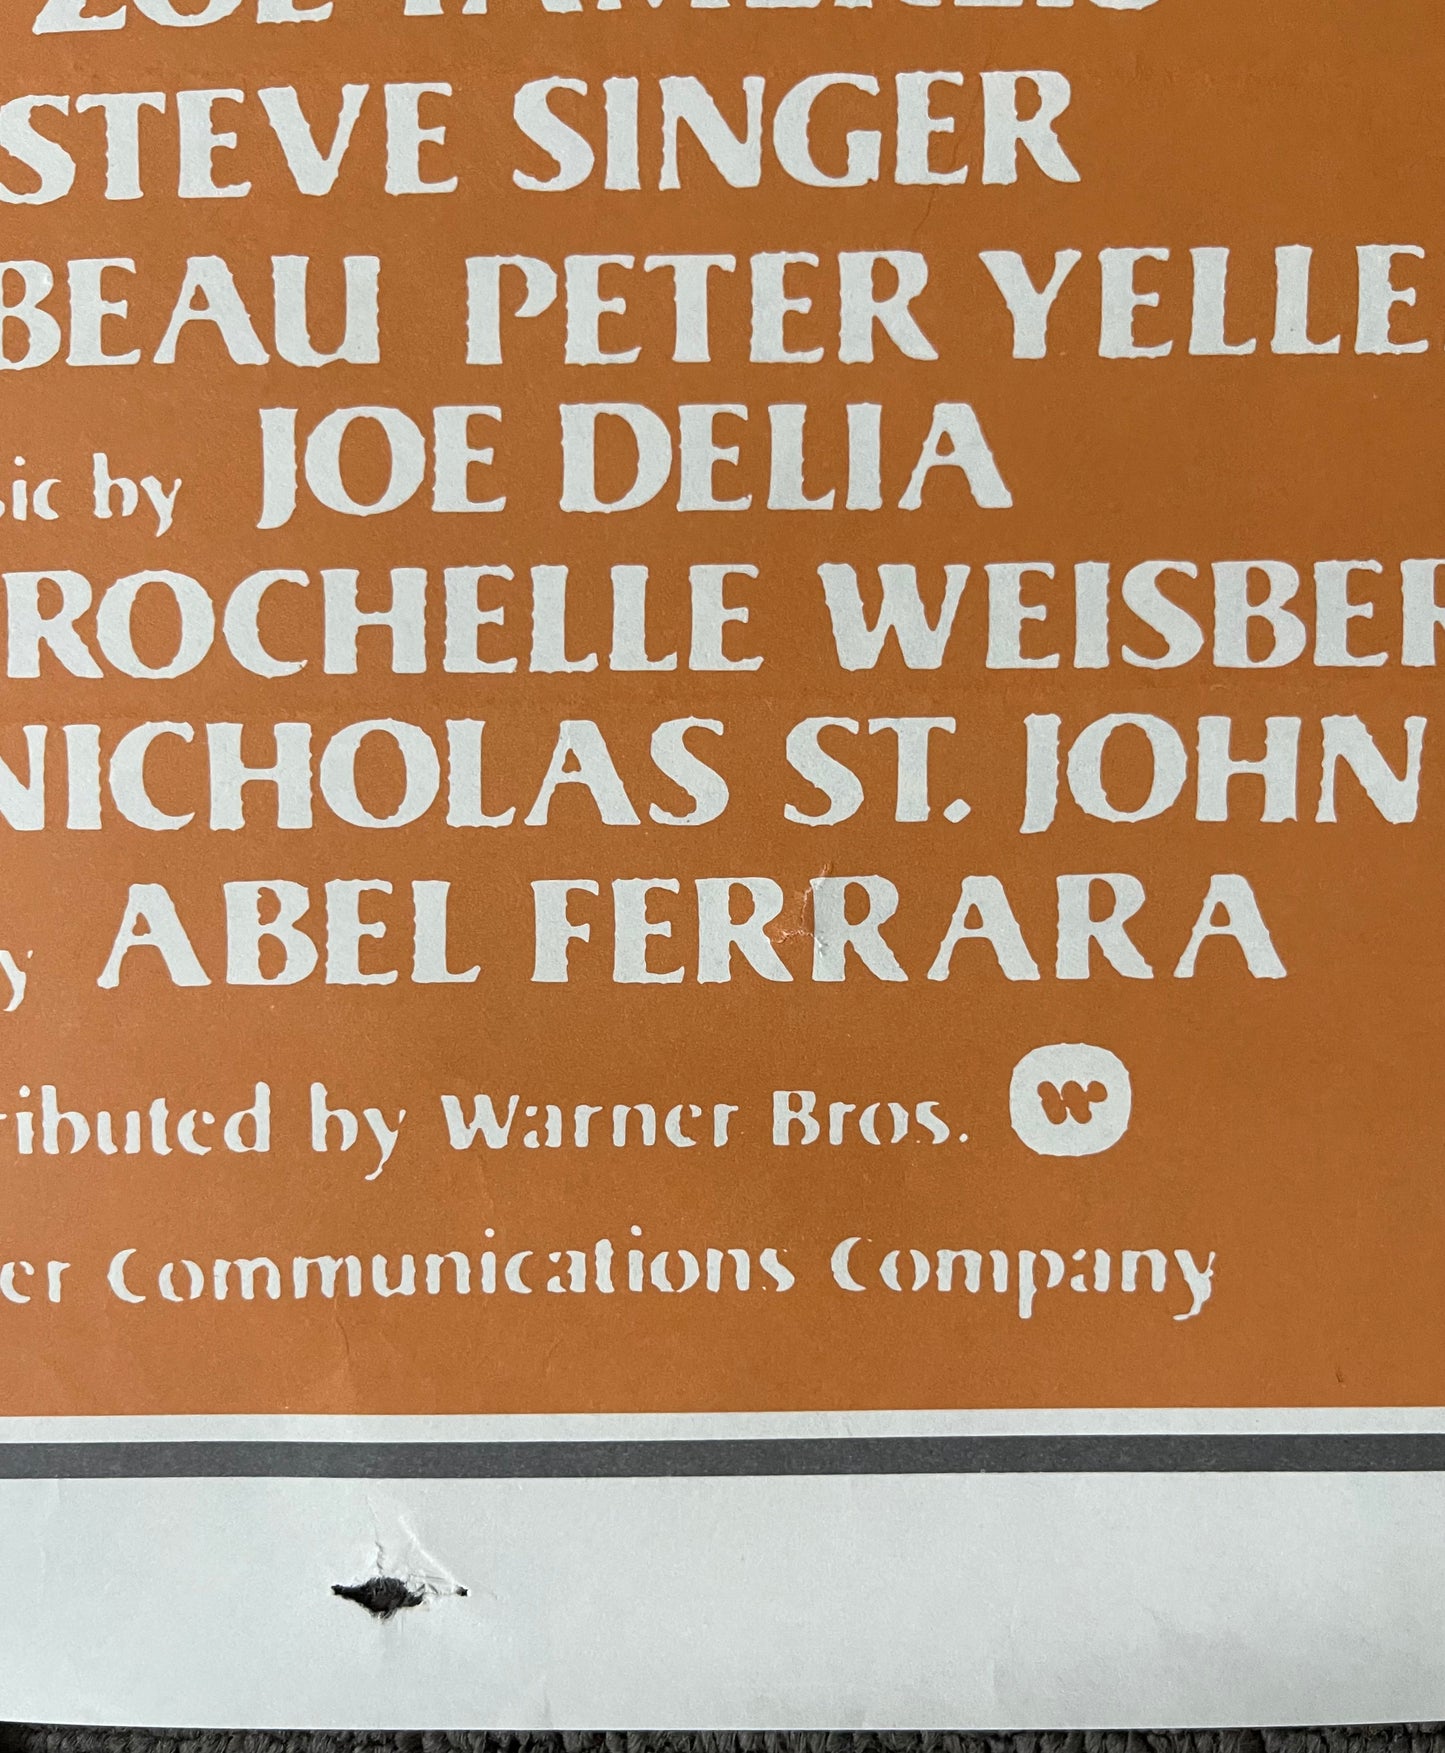 STEVE SINGER
BEAU PETER YELLE
sic by JOE DELIA
ROCHELLE WEISBER
NICHOLAS ST. JOHN
y ABEL FERRARA
ributed by Warner Bros.
er Communications Company